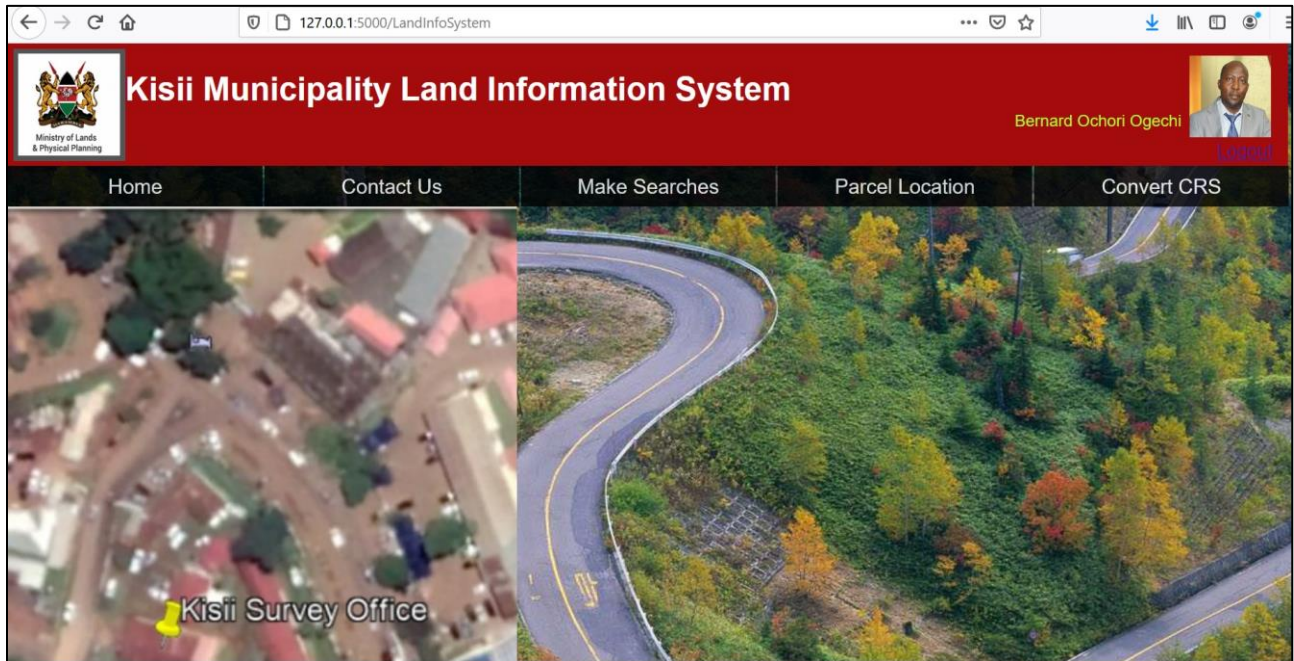 127.0.0.1:5000/LandInfoSystem
Ministry of Lands
& Physical Planning
Kisii Municipality Land Information System
Bernard Ochori Ogechi
Logout
Home
Contact Us
Make Searches
Parcel Location
Convert CRS
Kisii Survey Office